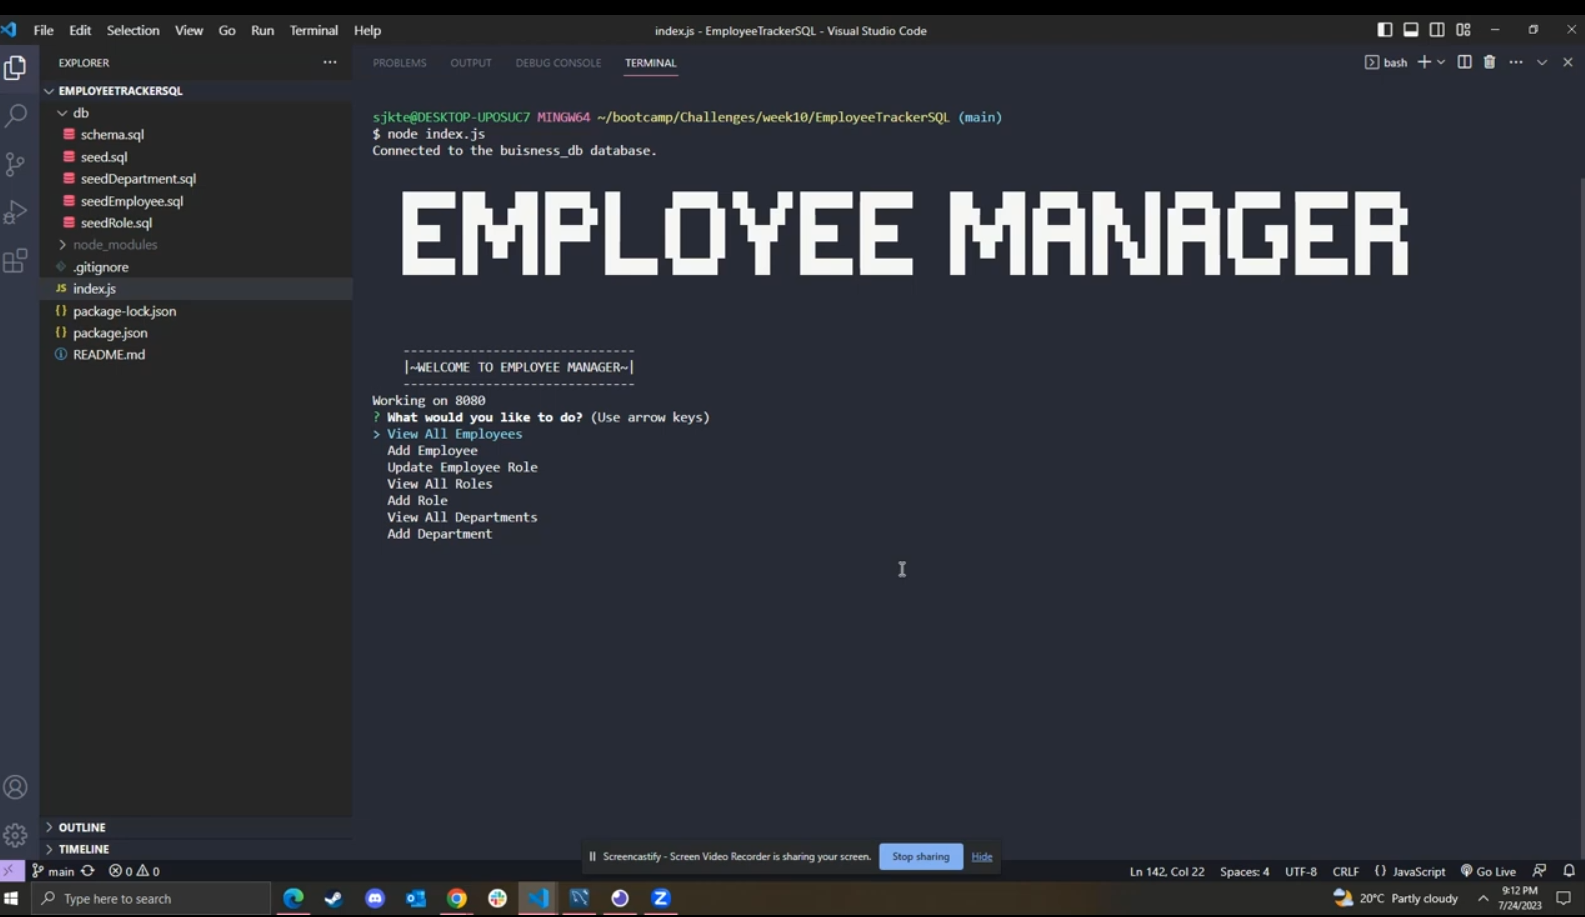 File Edit Selection View Go Run Terminal Help
index.js - EmployeeTrackerSQL - Visual Studio Code
EXPLORER
PROBLEMS OUTPUT DEBUG CONSOLE TERMINAL
bash
EMPLOYEETRACKERSQL
db
schema.sql
seed.sql
seedDepartment.sql
seedEmployee.sql
seedRole.sql
node_modules
.gitignore
JS index.js
{} package-lock.json
{} package.json
README.md
OUTLINE
TIMELINE
sjkte@DESKTOP-UPOSUC7 MINGW64 ~/bootcamp/Challenges/week10/EmployeeTrackerSQL (main)
$ node index.js
Connected to the buisness_db database.
EMPLOYEE MANAGER
-------------------------------
|~WELCOME TO EMPLOYEE MANAGER~|
-------------------------------
Working on 8080
? What would you like to do? (Use arrow keys)
> View All Employees
Add Employee
Update Employee Role
View All Roles
Add Role
View All Departments
Add Department
Screencastify - Screen Video Recorder is sharing your screen. Stop sharing Hide
main 0 0
Ln 142, Col 22 Spaces: 4 UTF-8 CRLF {} JavaScript Go Live
Type here to search
20°C Partly cloudy
9:12 PM
7/24/2023